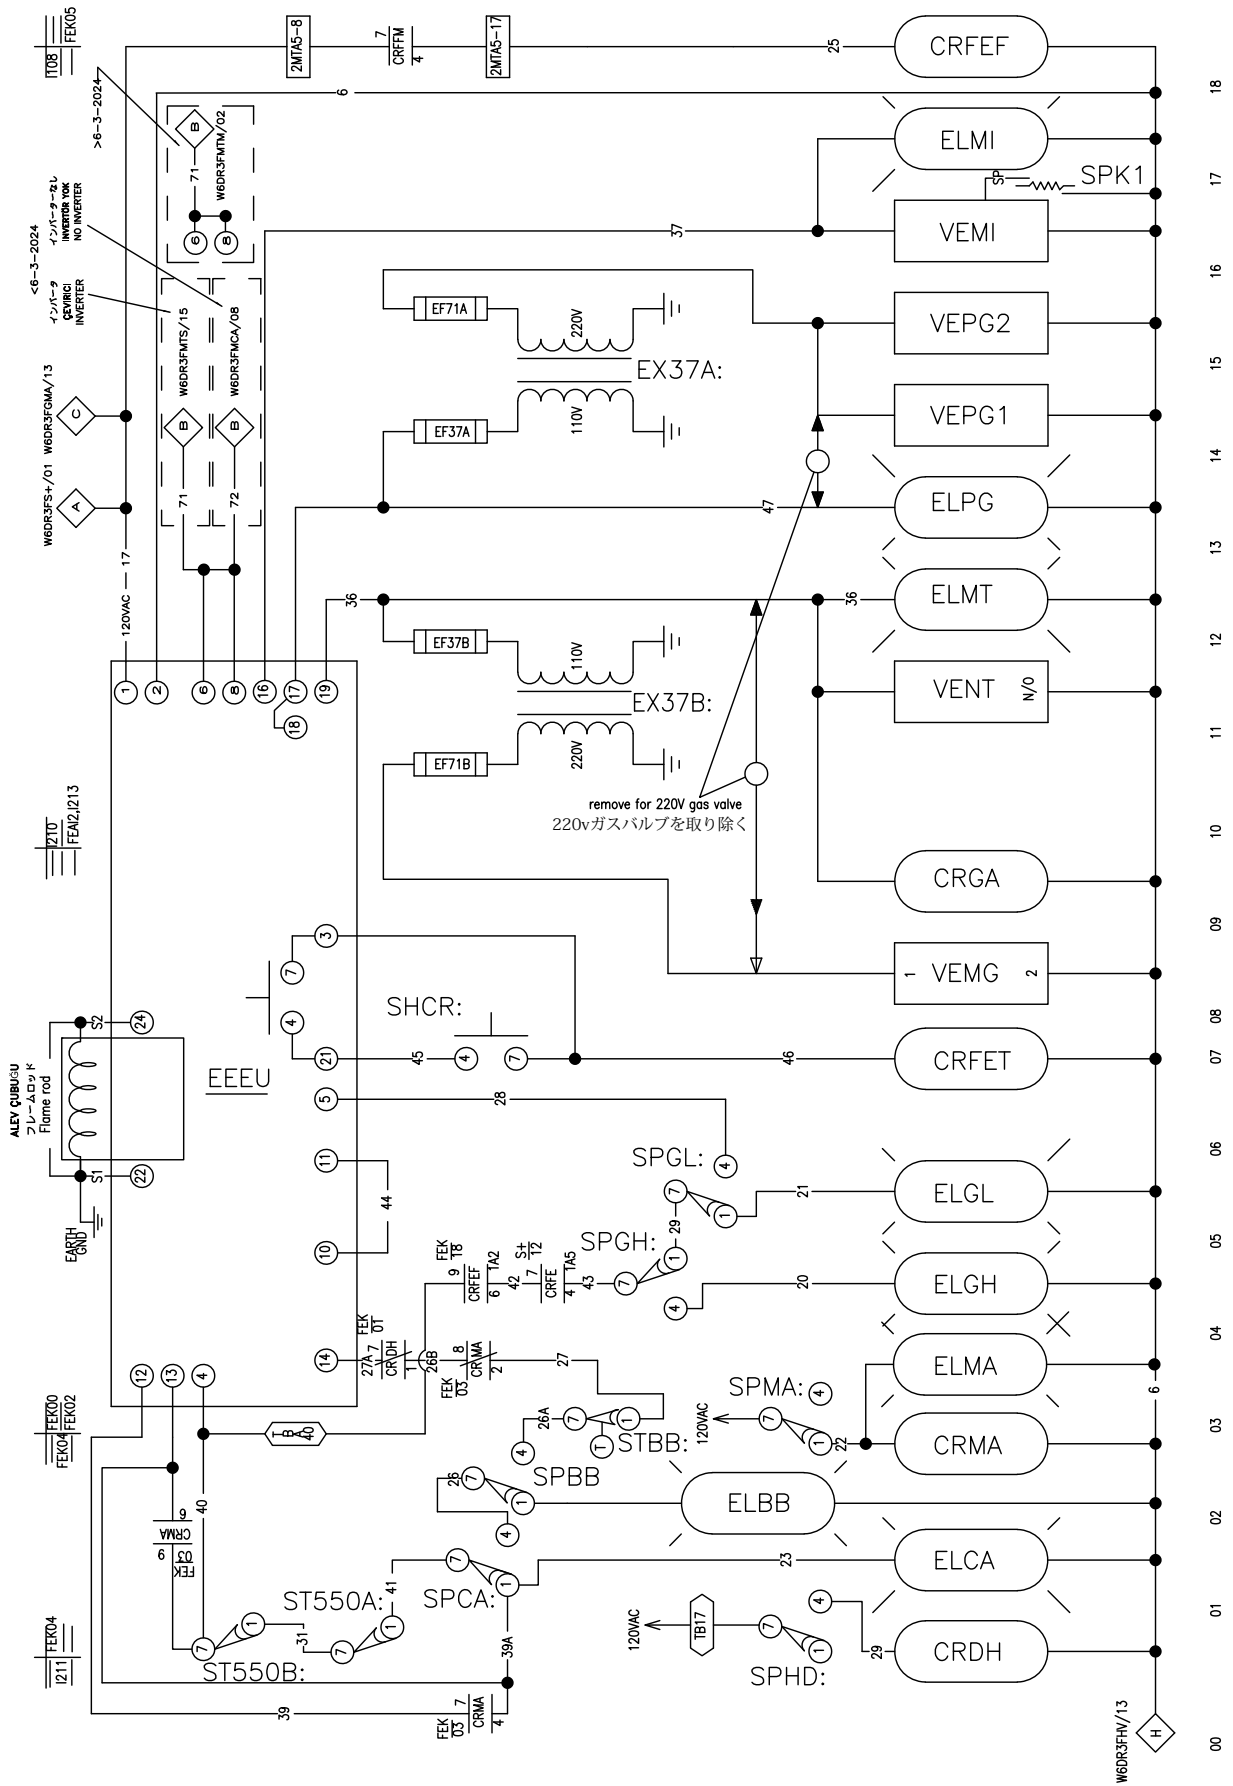 108
FEK05
2MTA5-8
7
CRFFM
4
2MTA5-17
25
CRFEF
18
>6-3-2024
6
B
71
W6DR3FMTM/02
6
8
ELMI
17
SP
SPK1
インバーターなし
INVERTOR YOK
NO INVERTER
37
VEMI
<6-3-2024
インバータ
ÇEVIRICI
INVERTER
16
W6DR3FMTS/15
W6DR3FMCA/08
EF71A
220V
VEPG2
15
EX37A:
C
W6DR3FGMA/13
B
B
EF37A
110V
VEPG1
14
A
W6DR3FS+/01
71
72
47
ELPG
13
120VAC
17
36
36
ELMT
12
EF37B
110V
1
2
6
8
16
17
18
19
EX37B:
VENT
N/O
11
EF71B
220V
remove for 220V gas valve
220vガスバルブを取り除く
1210
FEAI2,I213
10
CRGA
09
3
7
4
21
1
VEMG
2
08
SHCR:
S2
24
45
4
7
46
CRFET
07
EEEU
ALEV ÇUBUGU
フレームロッド
Flame rod
5
28
11
SPGL:
4
06
S1
22
44
7
1
21
ELGL
EARTH
GND
10
29
05
FEK
18
9
CRFEF
6
1A2
42
S+
12
7
CRFE
4
1A5
43
SPGH:
7
1
4
20
ELGH
04
FEK
01
14
27A
7
CRDH
1
26B
FEK
03
8
CRMA
2
27
12
13
4
SPMA:
4
ELMA
6
FEK00
FEK02
FEK04
T
B
A
40
26A
4
7
1
T
STBB:
120VAC
7
1
22
CRMA
03
40
26
7
1
4
SPBB
ELBB
02
6
CRMA
9
FEK
03
ST550A:
41
7
1
4
SPCA:
23
ELCA
01
1211
FEK04
7
1
ST550B:
31
7
1
39A
120VAC
TB17
7
1
4
SPHD:
29
CRDH
39
FEK
03
7
CRMA
4
W6DR3FHV/13
H
00